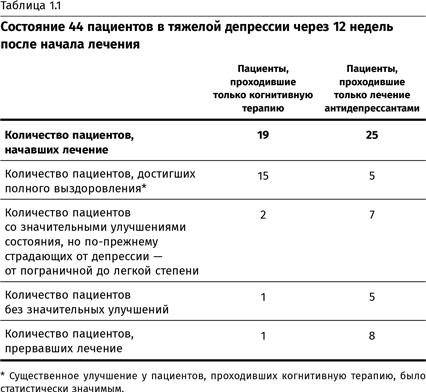 Таблица 1.1
Состояние 44 пациентов в тяжелой депрессии через 12 недель
после начала лечения
Пациенты,
проходившие
только когнитивную
терапию
Пациенты,
проходившие
только лечение
антидепрессантами
Количество пациентов,
начавших лечение
19
25
Количество пациентов, достигших
полного выздоровления*
15
5
Количество пациентов
со значительными улучшениями
состояния, но по-прежнему
страдающих от депрессии —
от пограничной до легкой степени
2
7
Количество пациентов
без значительных улучшений
1
5
Количество пациентов,
прервавших лечение
1
8
* Существенное улучшение у пациентов, проходивших когнитивную терапию, было
статистически значимым.